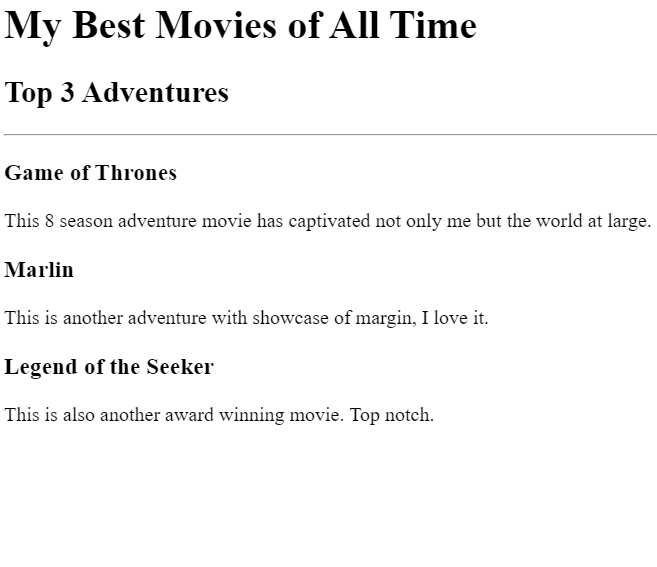 My Best Movies of All Time
Top 3 Adventures
Game of Thrones
This 8 season adventure movie has captivated not only me but the world at large.
Marlin
This is another adventure with showcase of margin, I love it.
Legend of the Seeker
This is also another award winning movie. Top notch.